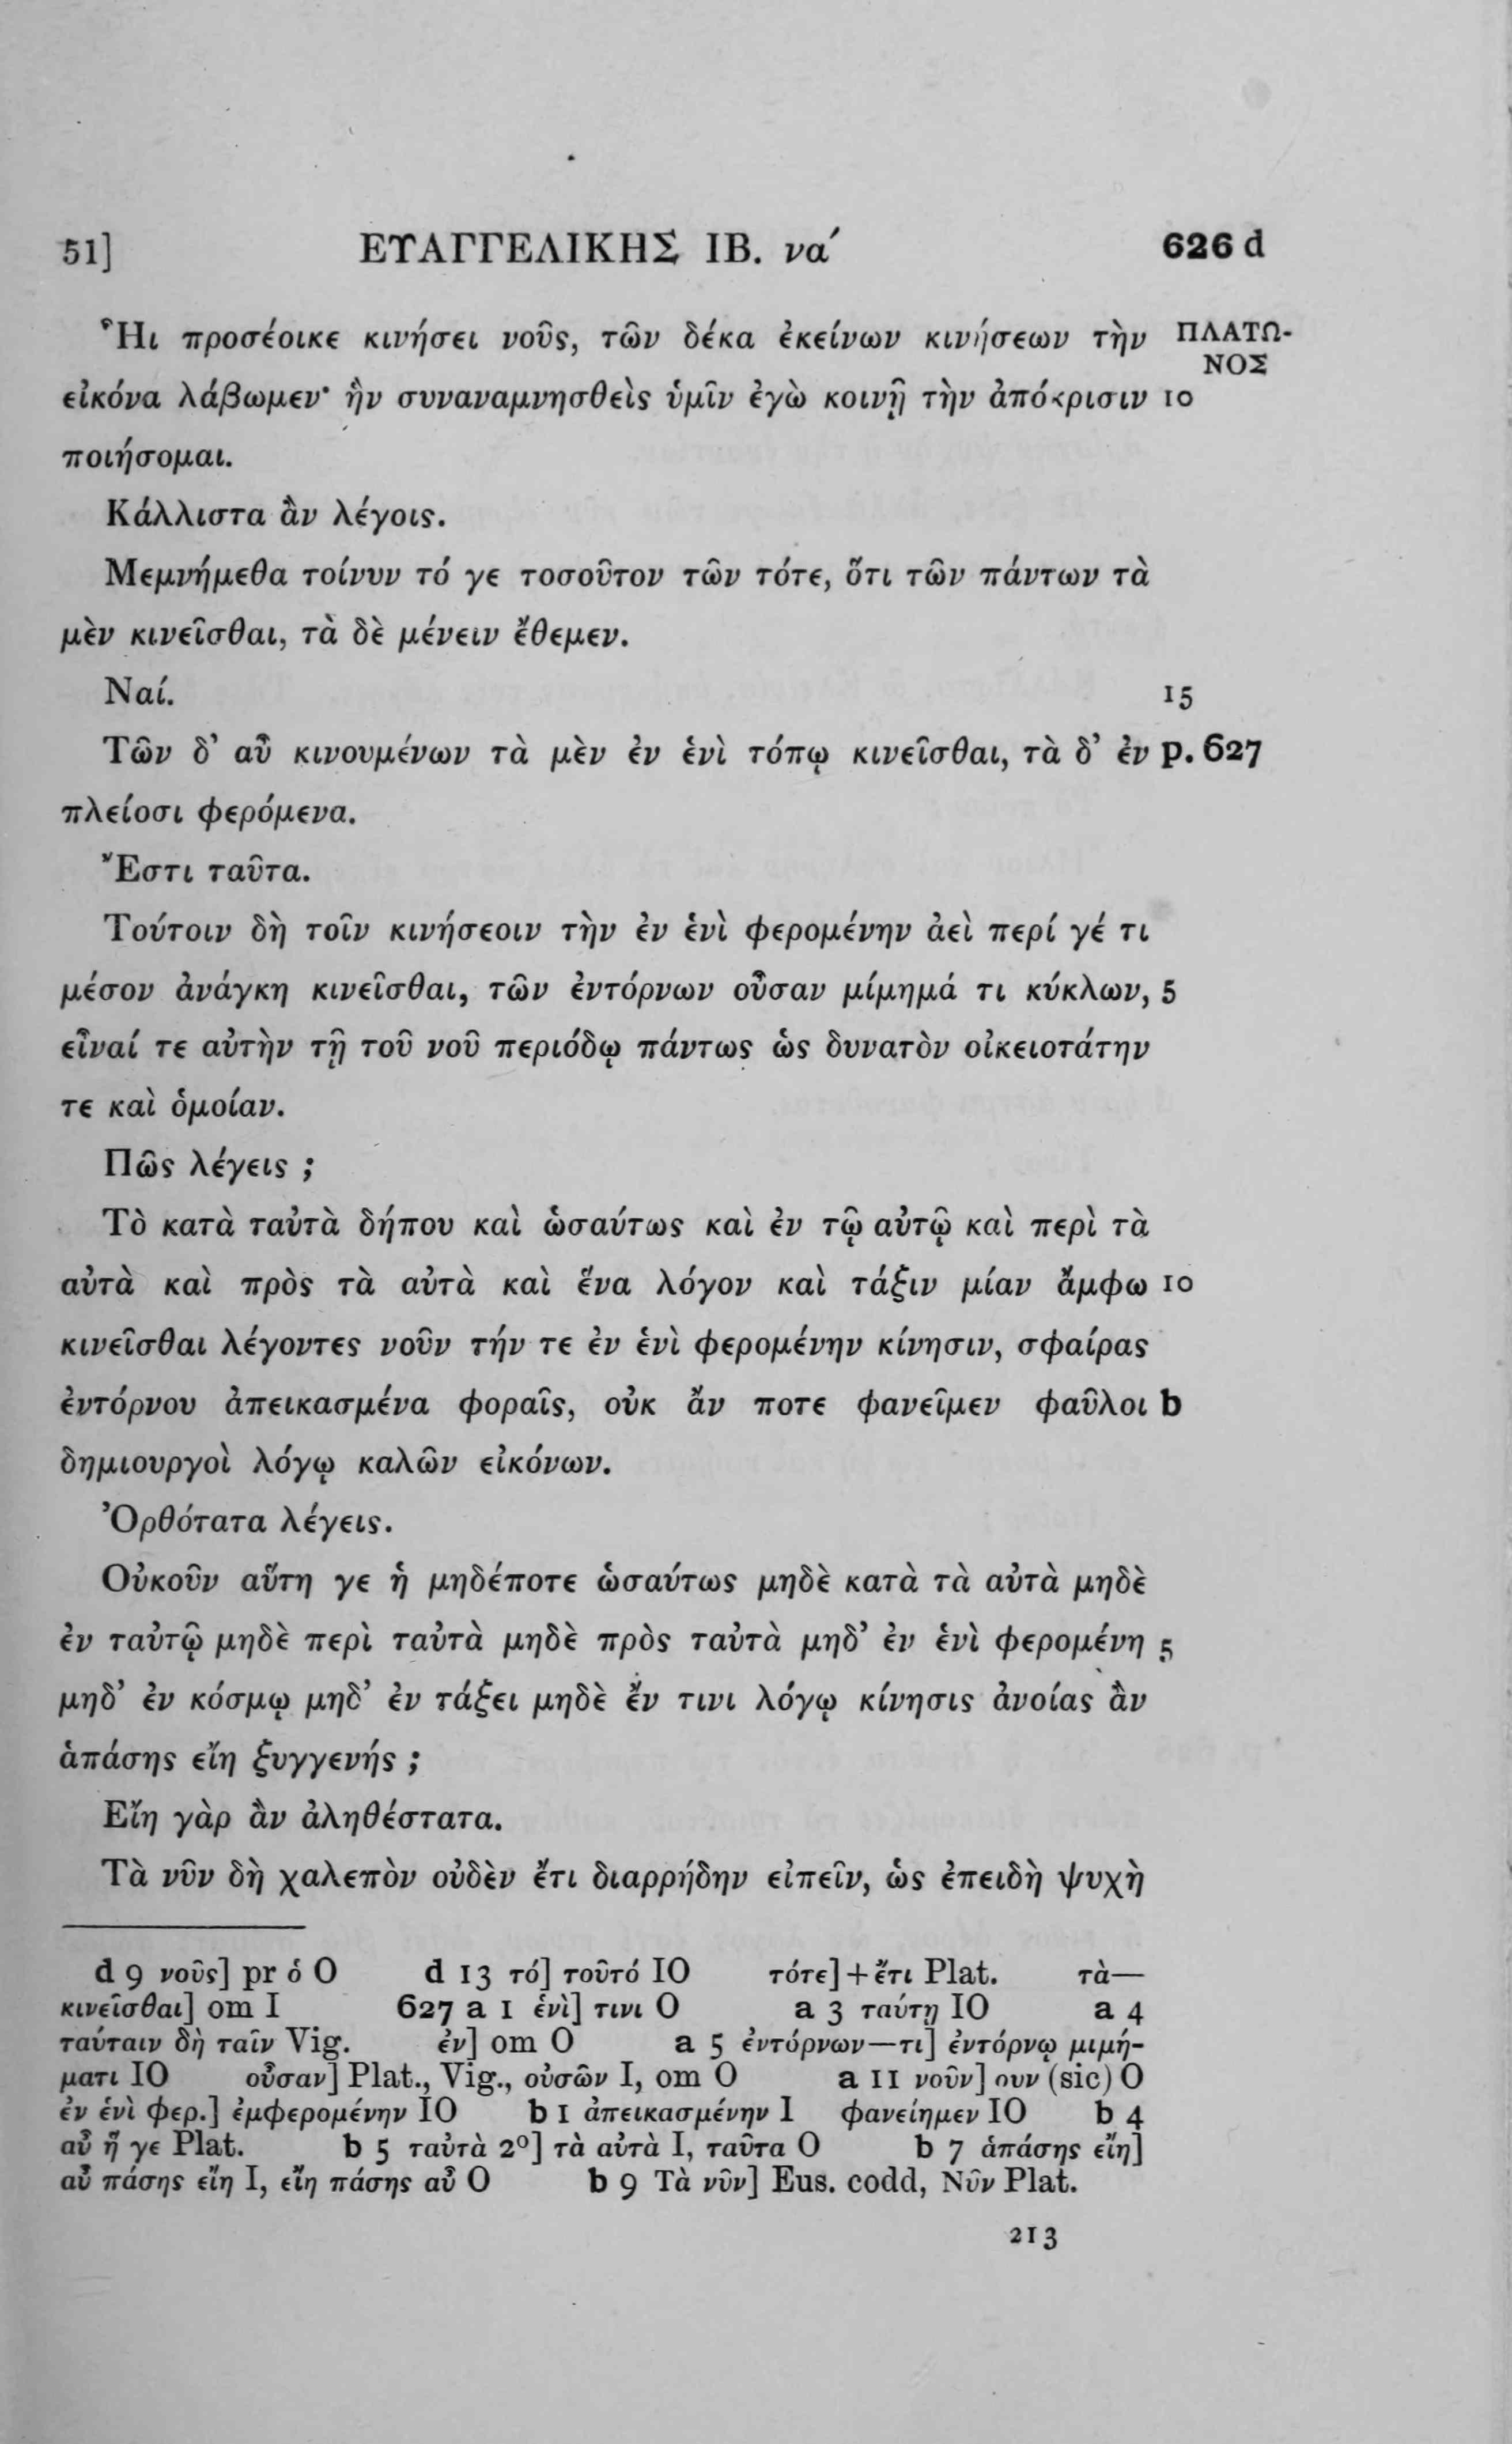 51] ΕΥΑΓΓΕΛΙΚΗΣ ΙΒ. να´ 626 d
Ἧι προσέοικε κινήσει νοῦς, τῶν δέκα ἐκείνων κινήσεων τὴν ΠΛΑΤΩ-
ΝΟΣ
εἰκόνα λάβωμεν· ἣν συναναμνησθεὶς ὑμῖν ἐγὼ κοινῇ τὴν ἀπόκρισιν 10
ποιήσομαι.
Κάλλιστα ἂν λέγοις.
Μεμνήμεθα τοίνυν τό γε τοσοῦτον τῶν τότε, ὅτι τῶν πάντων τὰ
μὲν κινεῖσθαι, τὰ δὲ μένειν ἔθεμεν.
Ναί. 15
Τῶν δ’ αὖ κινουμένων τὰ μὲν ἐν ἑνὶ τόπῳ κινεῖσθαι, τὰ δ’ ἐν p. 627
πλείοσι φερόμενα.
Ἔστι ταῦτα.
Τούτοιν δὴ τοῖν κινήσεοιν τὴν ἐν ἑνὶ φερομένην ἀεὶ περί γέ τι
μέσον ἀνάγκη κινεῖσθαι, τῶν ἐντόρνων οὖσαν μίμημά τι κύκλων, 5
εἶναί τε αὐτὴν τῇ τοῦ νοῦ περιόδῳ πάντως ὡς δυνατὸν οἰκειοτάτην
τε καὶ ὁμοίαν.
Πῶς λέγεις ;
Τὸ κατὰ ταὐτὰ δήπου καὶ ὡσαύτως καὶ ἐν τῷ αὐτῷ καὶ περὶ τὰ
αὐτὰ καὶ πρὸς τὰ αὐτὰ καὶ ἕνα λόγον καὶ τάξιν μίαν ἄμφω 10
κινεῖσθαι λέγοντες νοῦν τήν τε ἐν ἑνὶ φερομένην κίνησιν, σφαίρας
ἐντόρνου ἀπεικασμένα φοραῖς, οὐκ ἄν ποτε φανεῖμεν φαῦλοι b
δημιουργοὶ λόγῳ καλῶν εἰκόνων.
Ὀρθότατα λέγεις.
Οὐκοῦν αὕτη γε ἡ μηδέποτε ὡσαύτως μηδὲ κατὰ τὰ αὐτὰ μηδὲ
ἐν ταὐτῷ μηδὲ περὶ ταὐτὰ μηδὲ πρὸς ταὐτὰ μηδ’ ἐν ἑνὶ φερομένη 5
μηδ’ ἐν κόσμῳ μηδ’ ἐν τάξει μηδὲ ἔν τινι λόγῳ κίνησις ἀνοίας ἂν
ἁπάσης εἴη ξυγγενής ;
Εἴη γὰρ ἂν ἀληθέστατα.
Τὰ νῦν δὴ χαλεπὸν οὐδὲν ἔτι διαρρήδην εἰπεῖν, ὡς ἐπειδὴ ψυχὴ
d 9 νοῦς] pr ὁ O d 13 τό] τοῦτό IO τότε] + ἔτι Plat. τὰ—
κινεῖσθαι] om I 627 a 1 ἑνὶ] τινι O a 3 ταύτῃ IO a 4
ταύταιν δὴ ταῖν Vig. ἐν] om O a 5 ἐντόρνων—τι] ἐντόρνῳ μιμή-
ματι IO οὖσαν] Plat., Vig., οὐσῶν I, om O a 11 νοῦν] ουν (sic) O
ἐν ἑνὶ φερ.] ἐμφερομένην IO b 1 ἀπεικασμένην I φανείημεν IO b 4
αὖ ἥ γε Plat. b 5 ταὐτὰ 2º] τὰ αὐτὰ I, ταῦτα O b 7 ἁπάσης εἴη]
αὖ πάσης εἴη I, εἴη πάσης αὖ O b 9 Τὰ νῦν] Eus. codd, Νῦν Plat.
213